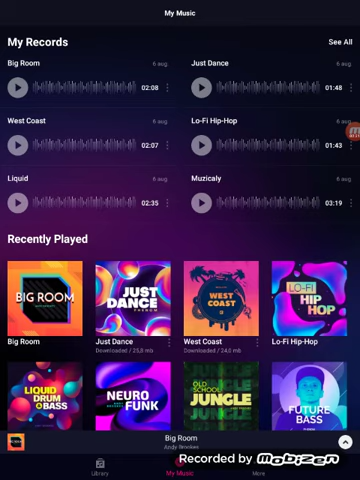 My Music
My Records
See All
Big Room
6 aug
02:08
Just Dance
6 aug
01:48
West Coast
6 aug
02:07
Lo-Fi Hip-Hop
6 aug
01:43
Liquid
6 aug
02:35
Muzicaly
6 aug
03:19
Recently Played
BIG ROOM
JUST DANCE
WEST COAST
LO-FI HIP HOP
Big Room
Just Dance
Downloaded / 25,0 mb
West Coast
Downloaded / 24,0 mb
Lo-Fi Hip-Hop
LIQUID DRUM & BASS
NEURO FUNK
OLD SCHOOL JUNGLE
FUTURE BASS
Big Room
Recorded by Mobizen
Library
My Music
More